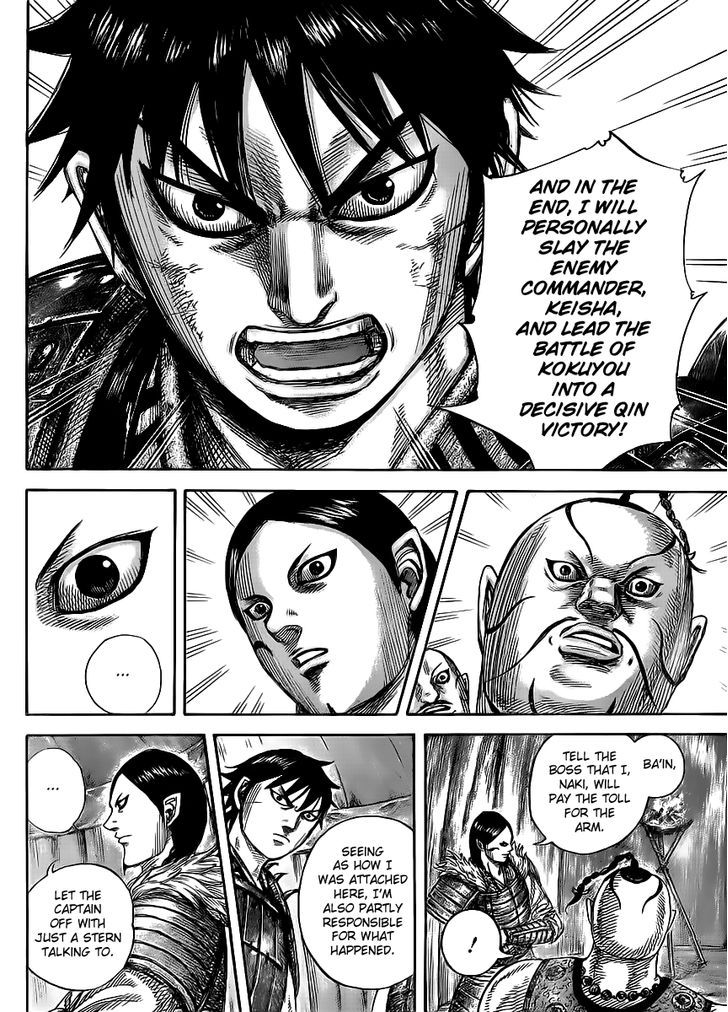 AND IN THE
END, I WILL
PERSONALLY
SLAY THE
ENEMY
COMMANDER,
KEISHA,
AND LEAD THE
BATTLE OF
KOKUYOU
INTO A
DECISIVE QIN
VICTORY!
...
BA'IN,
TELL THE
BOSS THAT I,
NAKI, WILL
PAY THE TOLL
FOR THE
ARM.
!
SEEING
AS HOW I
WAS ATTACHED
HERE, I'M
ALSO PARTLY
RESPONSIBLE
FOR WHAT
HAPPENED.
LET THE
CAPTAIN
OFF WITH
JUST A STERN
TALKING TO.